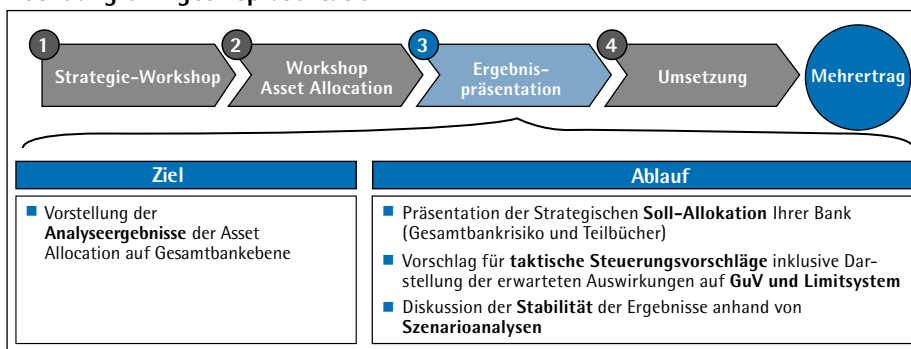 1
Strategie-Workshop
2
Workshop
Asset Allocation
3
Ergebnis-
präsentation
4
Umsetzung
Mehrertrag
Ziel
■ Vorstellung der
Analyseergebnisse der Asset
Allocation auf Gesamtbankebene
Ablauf
■ Präsentation der Strategischen Soll-Allokation Ihrer Bank
(Gesamtbankrisiko und Teilbücher)
■ Vorschlag für taktische Steuerungsvorschläge inklusive Dar-
stellung der erwarteten Auswirkungen auf GuV und Limitsystem
■ Diskussion der Stabilität der Ergebnisse anhand von
Szenarioanalysen